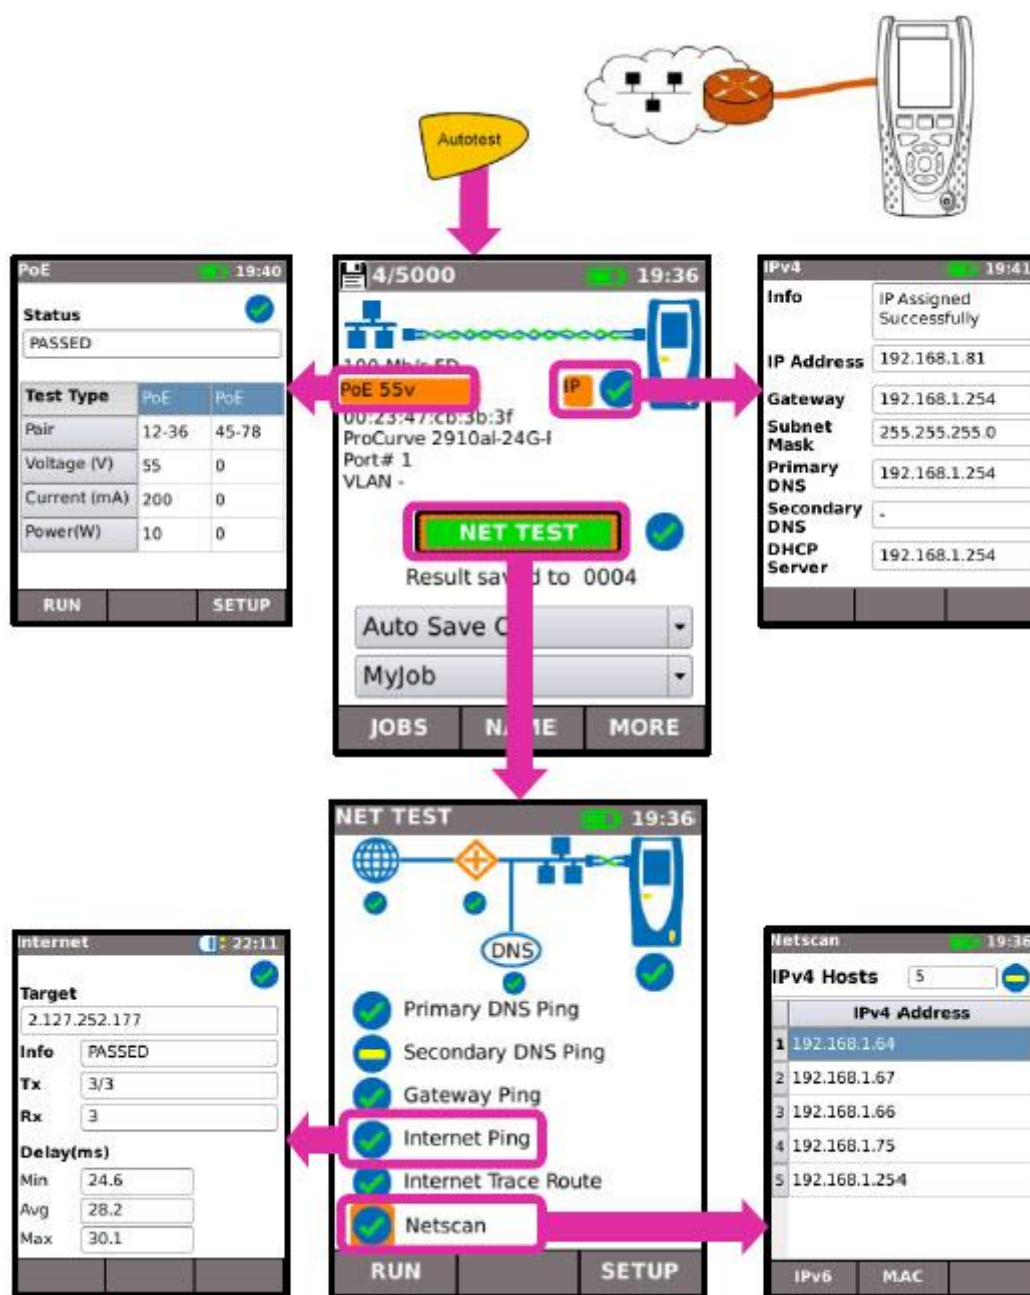 Autotest
PoE 19:40
Status
PASSED
Test Type PoE PoE
Pair 12-36 45-78
Voltage (V) 55 0
Current (mA) 200 0
Power(W) 10 0
RUN SETUP
4/5000 19:36
100 Mb/s FD
PoE 55v IP
00:23:47:cb:3b:3f
ProCurve 2910al-24G-
Port# 1
VLAN -
NET TEST
Result sa d to 0004
Auto Save
MyJob
JOBS NAME MORE
IPv4 19:41
Info IP Assigned
Successfully
IP Address 192.168.1.81
Gateway 192.168.1.254
Subnet
Mask 255.255.255.0
Primary
DNS 192.168.1.254
Secondary
DNS -
DHCP
Server 192.168.1.254
NET TEST 19:36
DNS
Primary DNS Ping
Secondary DNS Ping
Gateway Ping
Internet Ping
Internet Trace Route
Netscan
RUN SETUP
Internet 22:11
Target
2.127.252.177
Info PASSED
Tx 3/3
Rx 3
Delay(ms)
Min 24.6
Avg 28.2
Max 30.1
Netscan 19:36
IPv4 Hosts 5
IPv4 Address
1 192.168.1.64
2 192.168.1.67
3 192.168.1.66
4 192.168.1.75
5 192.168.1.254
IPv6 MAC